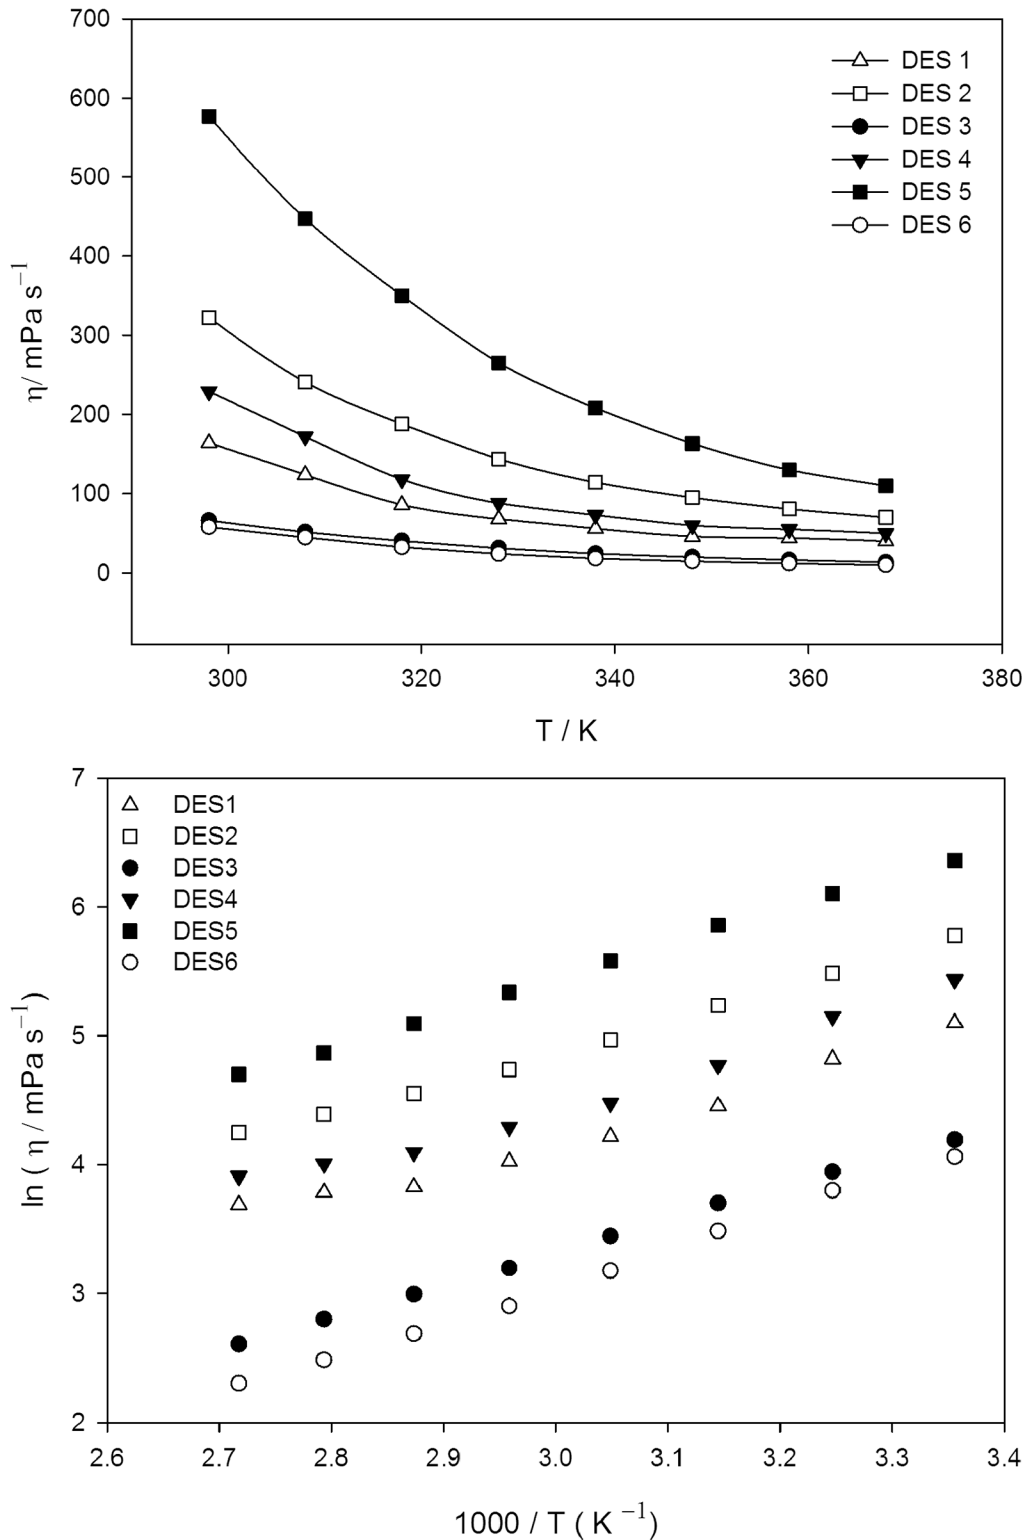 700
600
500
400
300
200
100
0
η/ mPa s⁻¹
DES 1
DES 2
DES 3
DES 4
DES 5
DES 6
300 320 340 360 380
T / K
7
6
5
4
3
2
ln ( η / mPa s⁻¹)
DES1
DES2
DES3
DES4
DES5
DES6
2.6 2.7 2.8 2.9 3.0 3.1 3.2 3.3 3.4
1000 / T ( K ⁻¹)